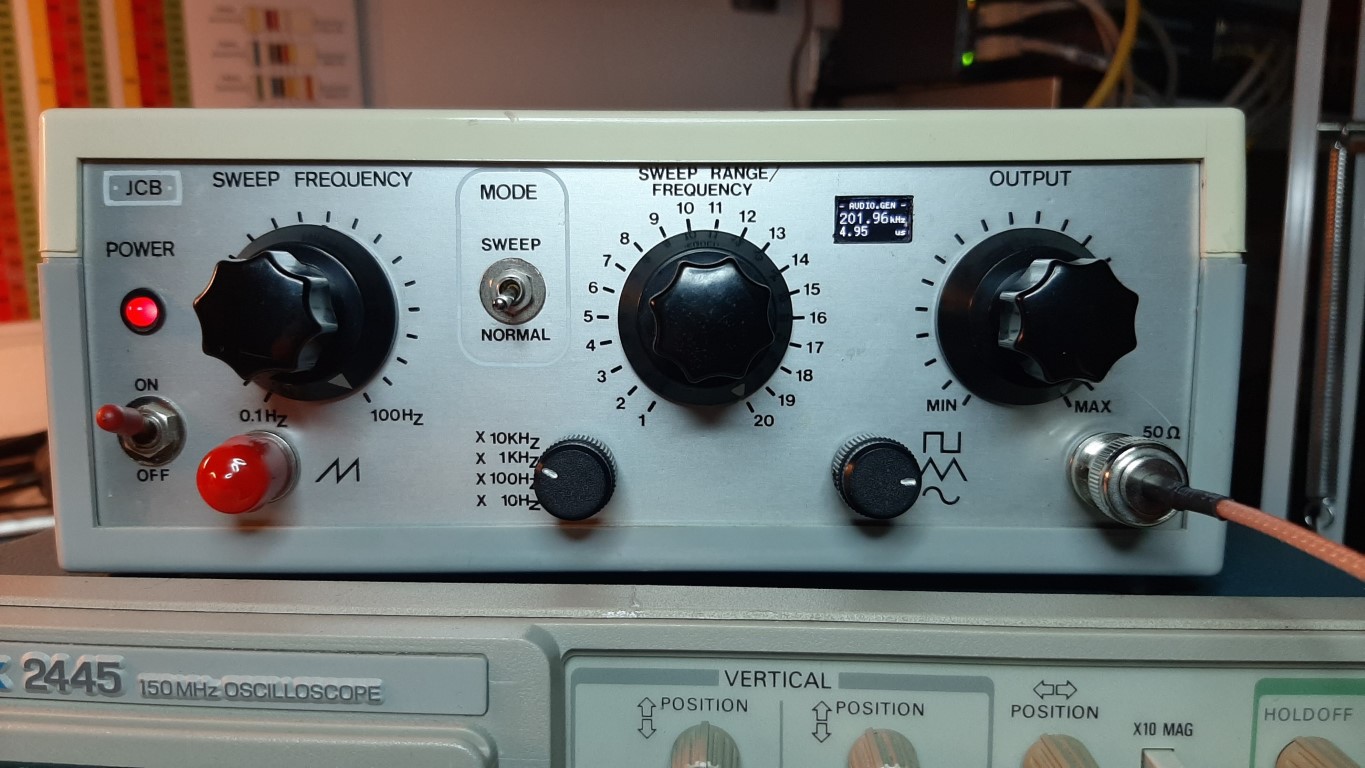 JCB
SWEEP FREQUENCY
POWER
ON
OFF
0.1Hz
100Hz
MODE
SWEEP
NORMAL
SWEEP RANGE/
FREQUENCY
1
2
3
4
5
6
7
8
9
10
11
12
13
14
15
16
17
18
19
20
X 10KHz
X 1KHz
X 100Hz
X 10Hz
- AUDIO.GEN -
201.96kHz
4.95 us
OUTPUT
MIN
MAX
50Ω
2445
150MHz OSCILLOSCOPE
VERTICAL
POSITION
POSITION
POSITION
X10 MAG
HOLDOFF